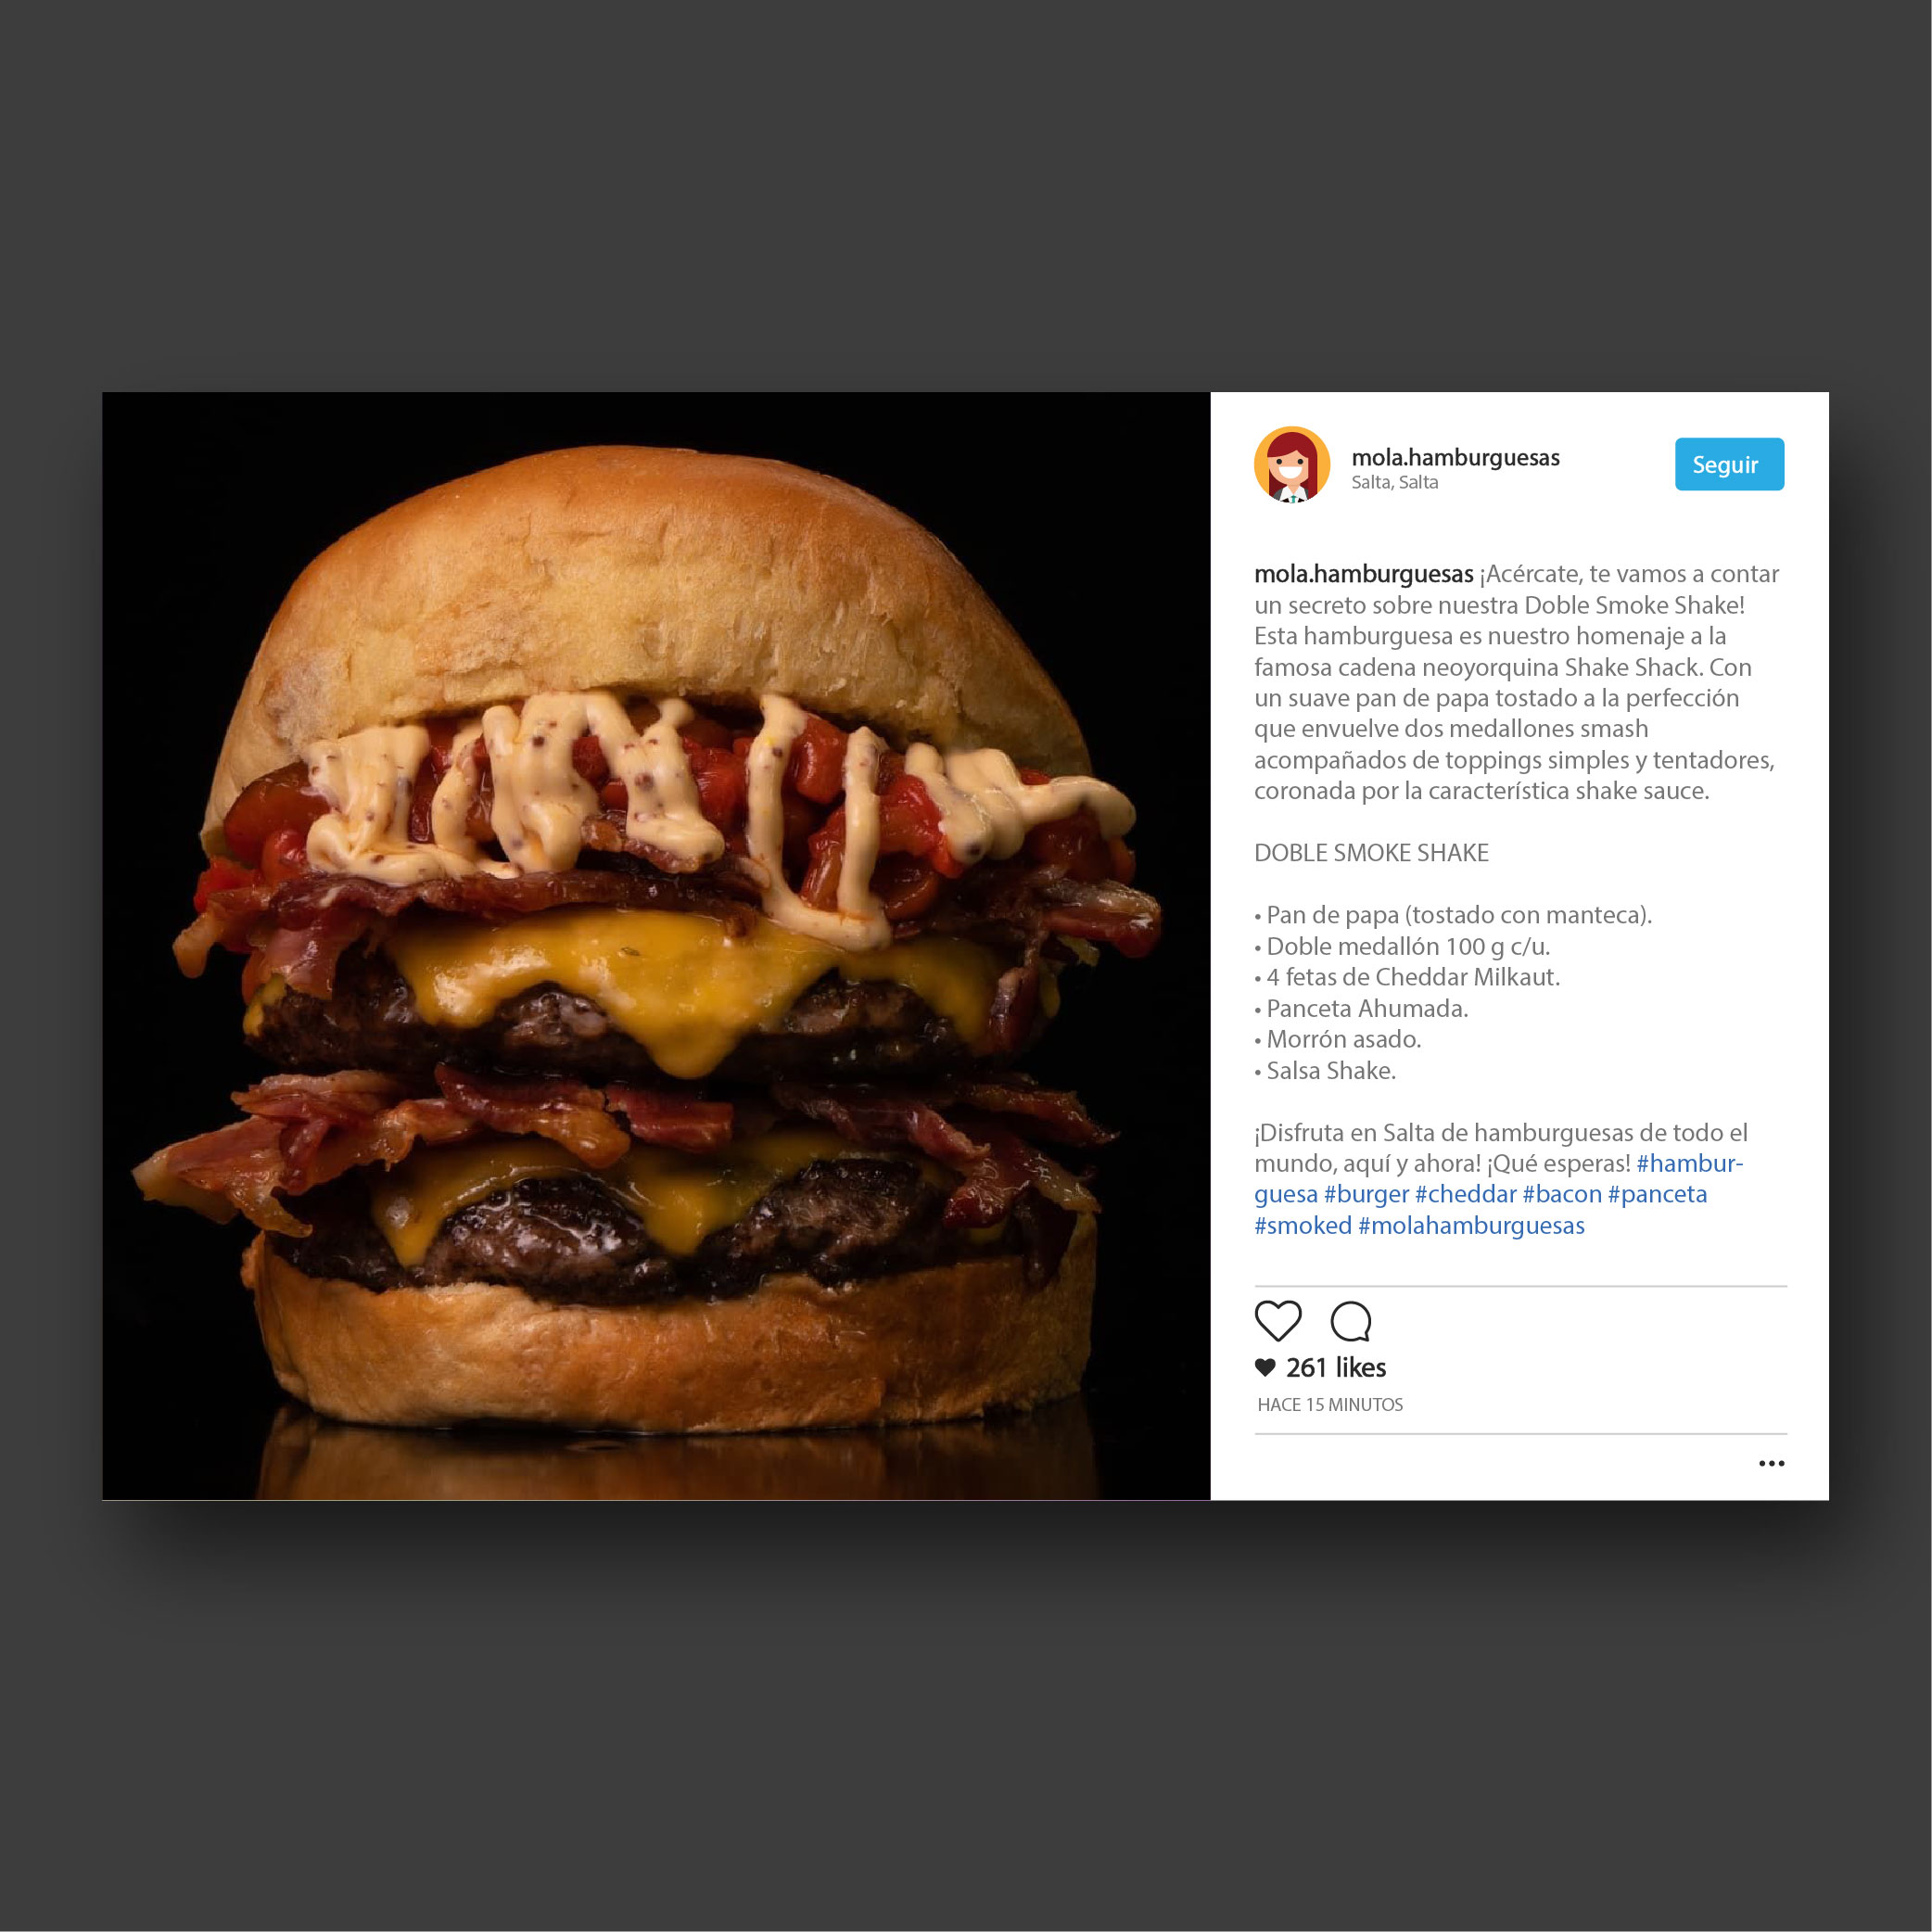 mola.hamburguesas
Salta, Salta
Seguir
mola.hamburguesas ¡Acércate, te vamos a contar
un secreto sobre nuestra Doble Smoke Shake!
Esta hamburguesa es nuestro homenaje a la
famosa cadena neoyorquina Shake Shack. Con
un suave pan de papa tostado a la perfección
que envuelve dos medallones smash
acompañados de toppings simples y tentadores,
coronada por la característica shake sauce.
DOBLE SMOKE SHAKE
• Pan de papa (tostado con manteca).
• Doble medallón 100 g c/u.
• 4 fetas de Cheddar Milkaut.
• Panceta Ahumada.
• Morrón asado.
• Salsa Shake.
¡Disfruta en Salta de hamburguesas de todo el
mundo, aquí y ahora! ¡Qué esperas! #hambur-
guesa #burger #cheddar #bacon #panceta
#smoked #molahamburguesas
261 likes
HACE 15 MINUTOS